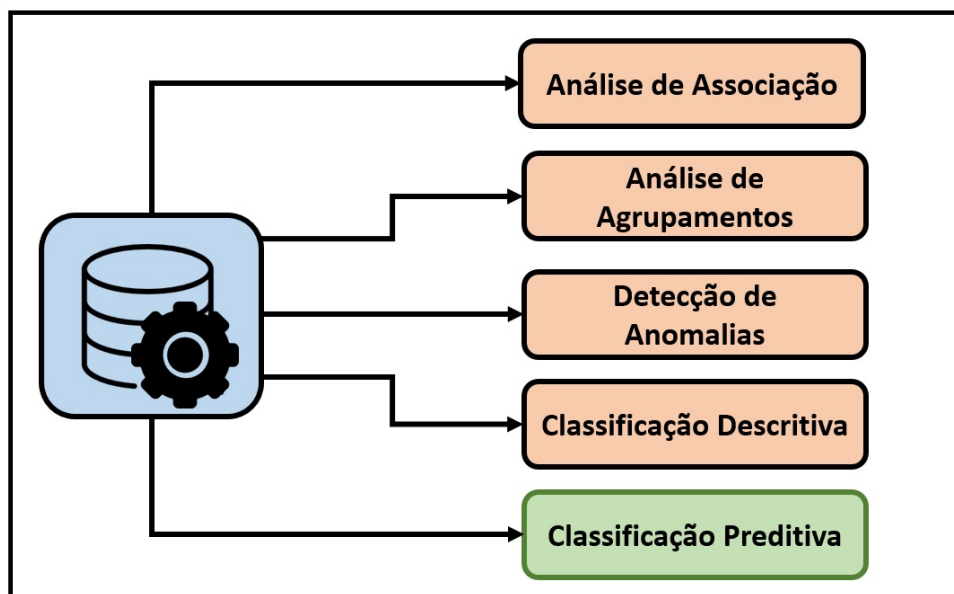 Análise de Associação
Análise de
Agrupamentos
Detecção de
Anomalias
Classificação Descritiva
Classificação Preditiva